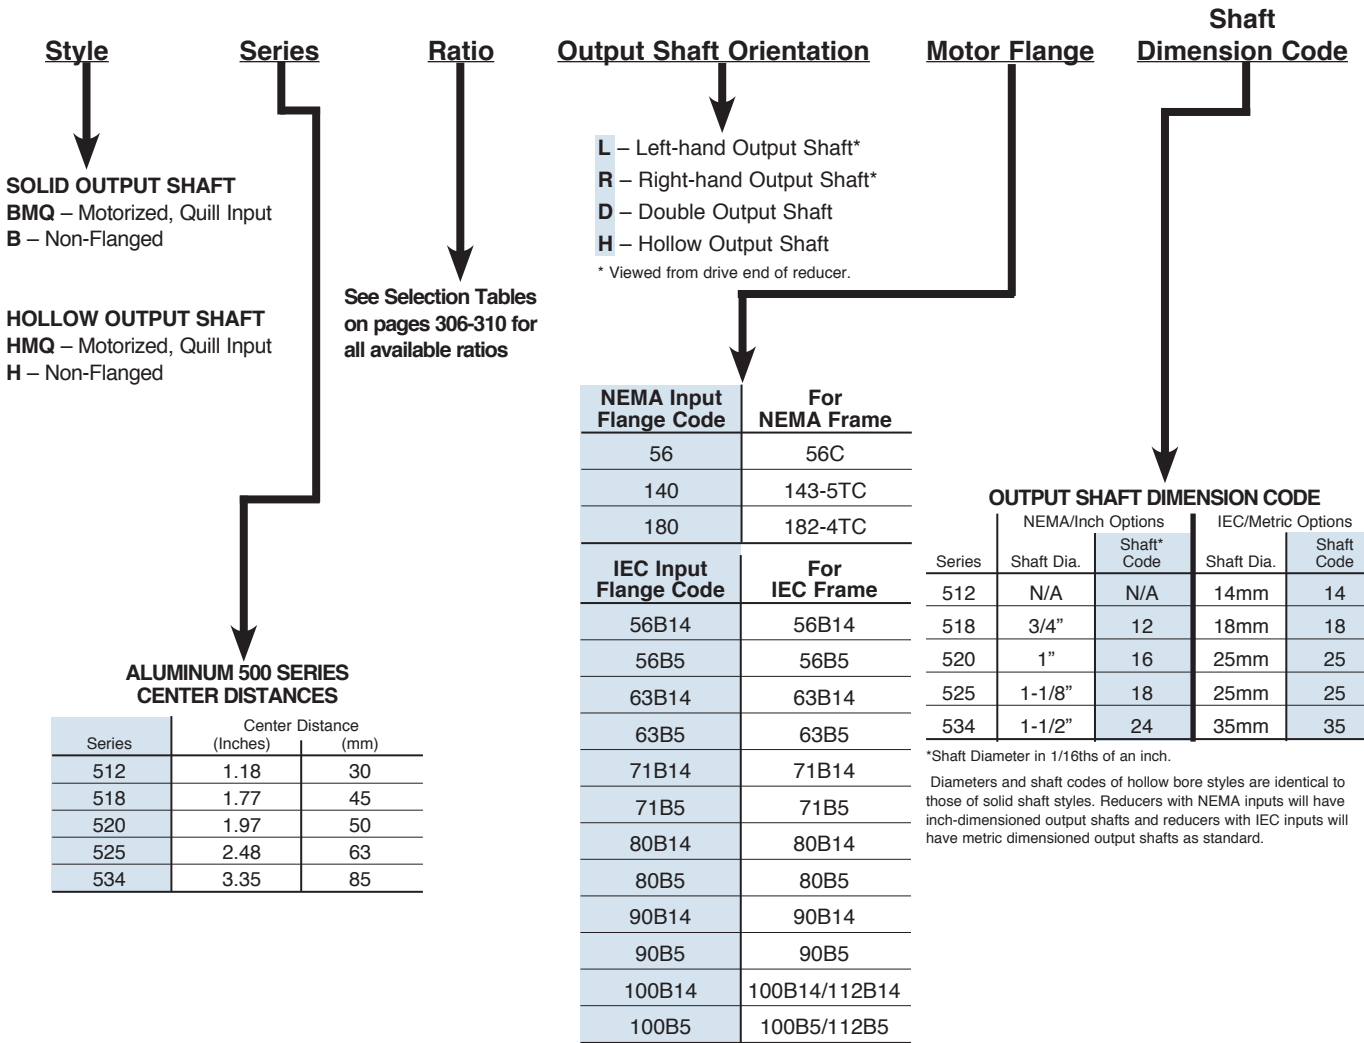 Style
Series
Ratio
Output Shaft Orientation
Motor Flange
Shaft
Dimension Code
SOLID OUTPUT SHAFT
BMQ – Motorized, Quill Input
B – Non-Flanged
HOLLOW OUTPUT SHAFT
HMQ – Motorized, Quill Input
H – Non-Flanged
See Selection Tables
on pages 306-310 for
all available ratios
L – Left-hand Output Shaft*
R – Right-hand Output Shaft*
D – Double Output Shaft
H – Hollow Output Shaft
* Viewed from drive end of reducer.
ALUMINUM 500 SERIES
CENTER DISTANCES
Center Distance
Series (Inches) (mm)
512 1.18 30
518 1.77 45
520 1.97 50
525 2.48 63
534 3.35 85
NEMA Input For
Flange Code NEMA Frame
56 56C
140 143-5TC
180 182-4TC
IEC Input For
Flange Code IEC Frame
56B14 56B14
56B5 56B5
63B14 63B14
63B5 63B5
71B14 71B14
71B5 71B5
80B14 80B14
80B5 80B5
90B14 90B14
90B5 90B5
100B14 100B14/112B14
100B5 100B5/112B5
OUTPUT SHAFT DIMENSION CODE
NEMA/Inch Options IEC/Metric Options
Shaft* Shaft
Series Shaft Dia. Code Shaft Dia. Code
512 N/A N/A 14mm 14
518 3/4” 12 18mm 18
520 1” 16 25mm 25
525 1-1/8” 18 25mm 25
534 1-1/2” 24 35mm 35
*Shaft Diameter in 1/16ths of an inch.
Diameters and shaft codes of hollow bore styles are identical to
those of solid shaft styles. Reducers with NEMA inputs will have
inch-dimensioned output shafts and reducers with IEC inputs will
have metric dimensioned output shafts as standard.